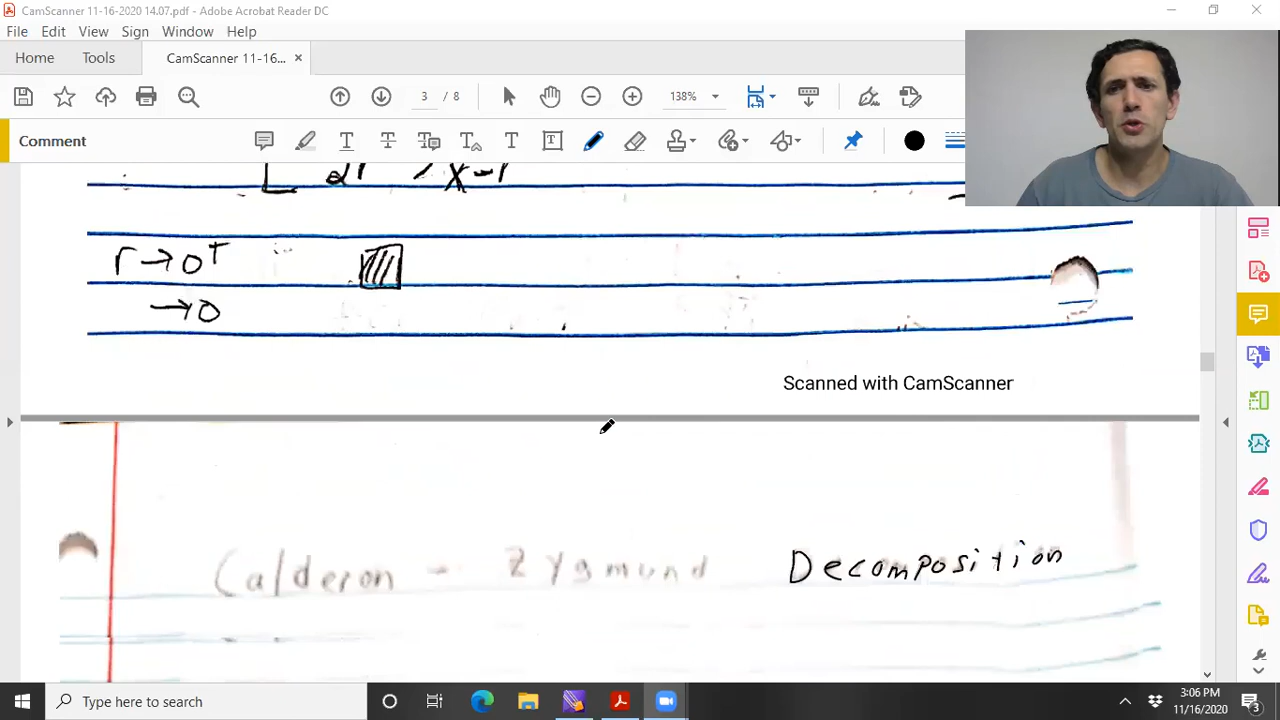 CamScanner 11-16-2020 14.07.pdf - Adobe Acrobat Reader DC
File Edit View Sign Window Help
Home Tools CamScanner 11-16... ×
3 / 8 138%
Comment
x-1
r→0+
→0
Scanned with CamScanner
Calderon - Zygmund Decomposition
Type here to search
3:06 PM
11/16/2020
3